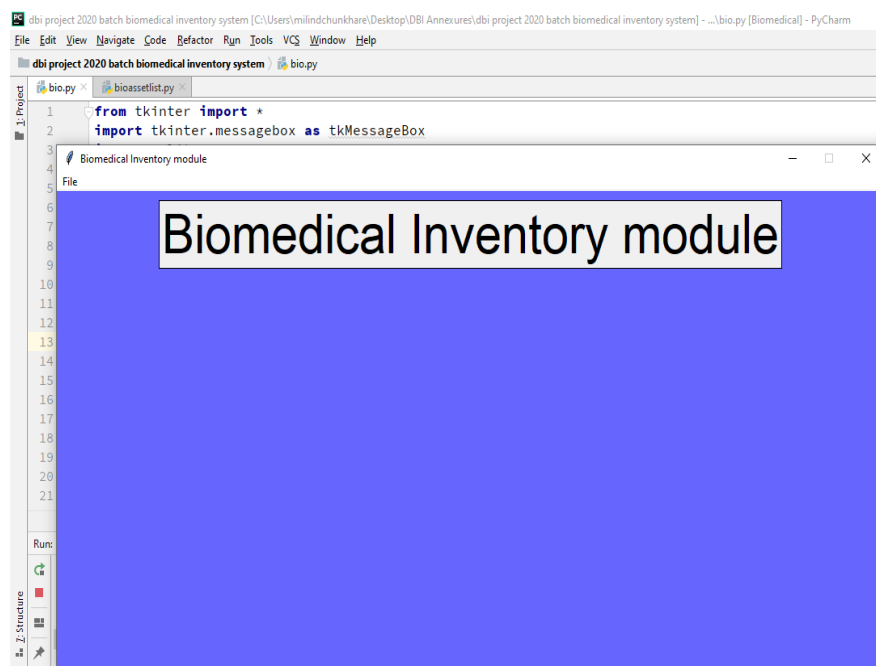 PC dbi project 2020 batch biomedical inventory system [C:\Users\milindchunkhare\Desktop\DBI Annexures\dbi project 2020 batch biomedical inventory system] - ...\bio.py [Biomedical] - PyCharm
File Edit View Navigate Code Refactor Run Tools VCS Window Help
dbi project 2020 batch biomedical inventory system bio.py
bio.py bioassetlist.py
1: Project
1 from tkinter import *
2 import tkinter.messagebox as tkMessageBox
3
Biomedical Inventory module
4
File
5
6
7
Biomedical Inventory module
8
9
10
11
12
13
14
15
16
17
18
19
20
21
Run:
7: Structure